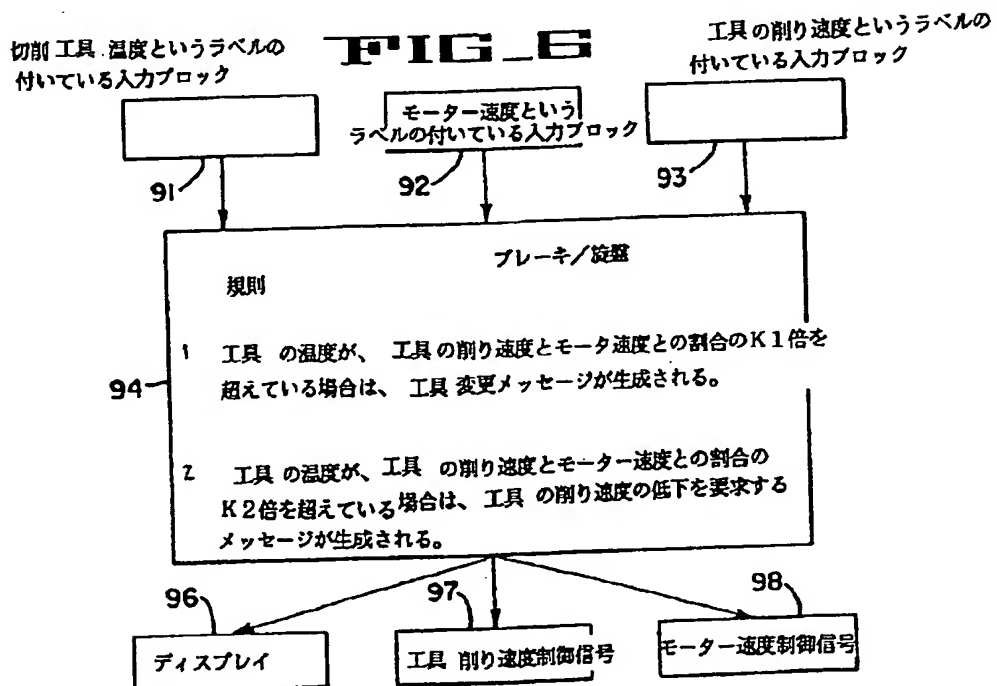 FIG_6
切削工具 温度というラベルの
付いている入力ブロック
工具の削り速度というラベルの
付いている入力ブロック
モーター速度という
ラベルの付いている入力ブロック
91
92
93
ブレーキ/旋盤
規則
1 工具 の温度が、 工具の削り速度とモータ速度との割合のK1倍を
超えている場合は、 工具 変更メッセージが生成される。
94
2 工具 の温度が、工具 の削り速度とモーター速度との割合の
K2倍を超えている場合は、工具 の削り速度の低下を要求する
メッセージが生成される。
96
97
98
ディスプレイ
工具 削り速度制御信号
モーター速度制御信号